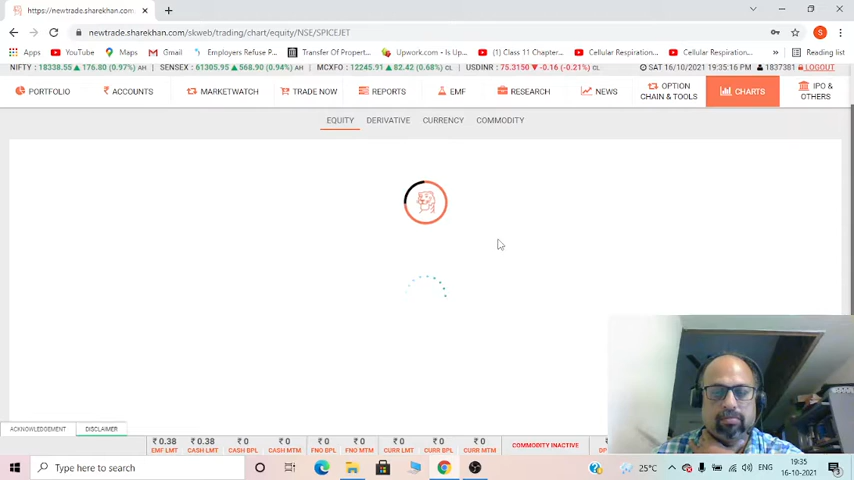 https://newtrade.sharekhan.com
newtrade.sharekhan.com/skweb/trading/chart/equity/NSE/SPICEJET
Apps YouTube Maps Gmail Employers Refuse P... Transfer Of Propert... Upwork.com « Is Up... (1) Class 11 Chapter... Cellular Respiration... Cellular Respiration... Reading list
NIFTY : 18338.55 ▲ 176.80 (0.97%) AH | SENSEX : 61305.95 ▲ 568.90 (0.94%) AH | MCXFO : 12245.91 ▲ 82.42 (0.68%) CL USDINR : 75.3150 ▼ -0.16 (-0.21%) CL SAT 16/10/2021 19:35:16 PM 1837381 LOGOUT
PORTFOLIO ₹ ACCOUNTS MARKETWATCH TRADE NOW REPORTS EMF RESEARCH NEWS OPTION CHAIN & TOOLS CHARTS IPO & OTHERS
EQUITY DERIVATIVE CURRENCY COMMODITY
ACKNOWLEDGEMENT DISCLAIMER
₹ 0.38 ₹ 0.38 ₹ 0 ₹ 0 ₹ 0 ₹ 0 ₹ 0 ₹ 0 ₹ 0 COMMODITY INACTIVE
EMF LMT CASH LMT CASH BPL CASH MTM FNO BPL FNO MTM CURR LMT CURR BPL CURR MTM
Type here to search 25°C ENG 19:35
16-10-2021